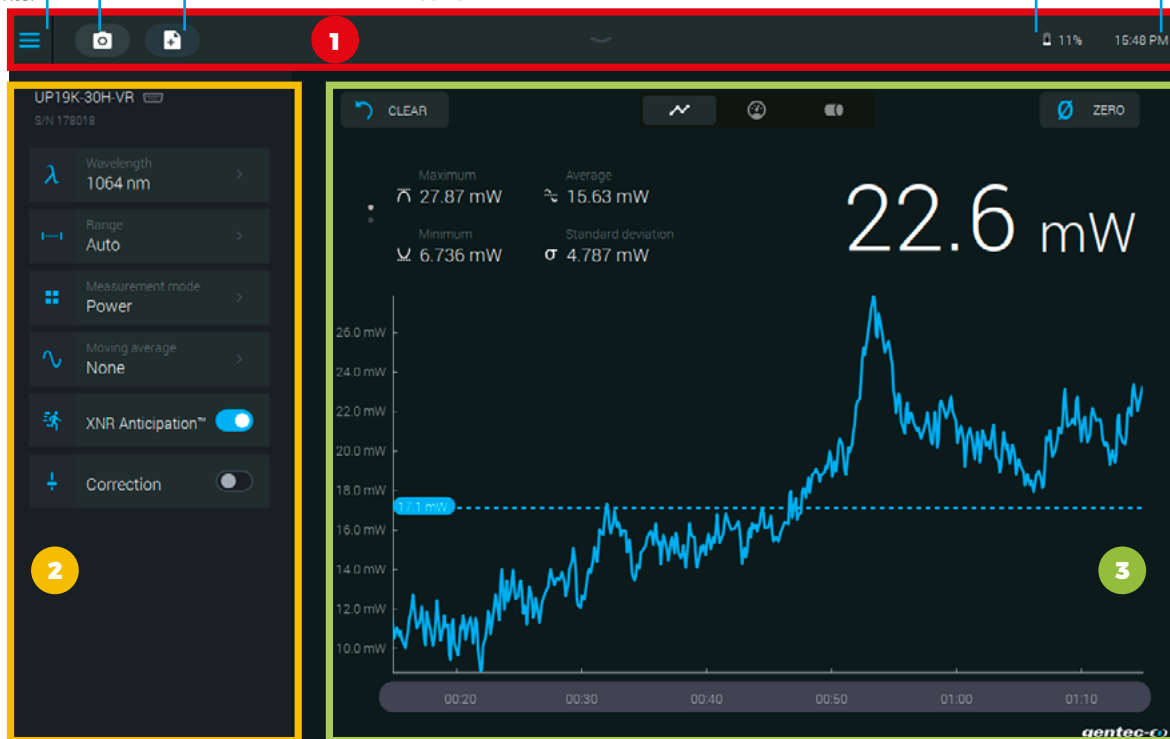 1
11%
15:48 PM
UP19K-30H-VR
S/N 178018
Wavelength
1064 nm
Range
Auto
Measurement mode
Power
Moving average
None
XNR Anticipation™
Correction
2
CLEAR
ZERO
Maximum
27.87 mW
Average
15.63 mW
Minimum
6.736 mW
Standard deviation
σ 4.787 mW
22.6 mW
26.0 mW
24.0 mW
22.0 mW
20.0 mW
18.0 mW
17.1 mW
16.0 mW
14.0 mW
12.0 mW
10.0 mW
3
00:20 00:30 00:40 00:50 01:00 01:10